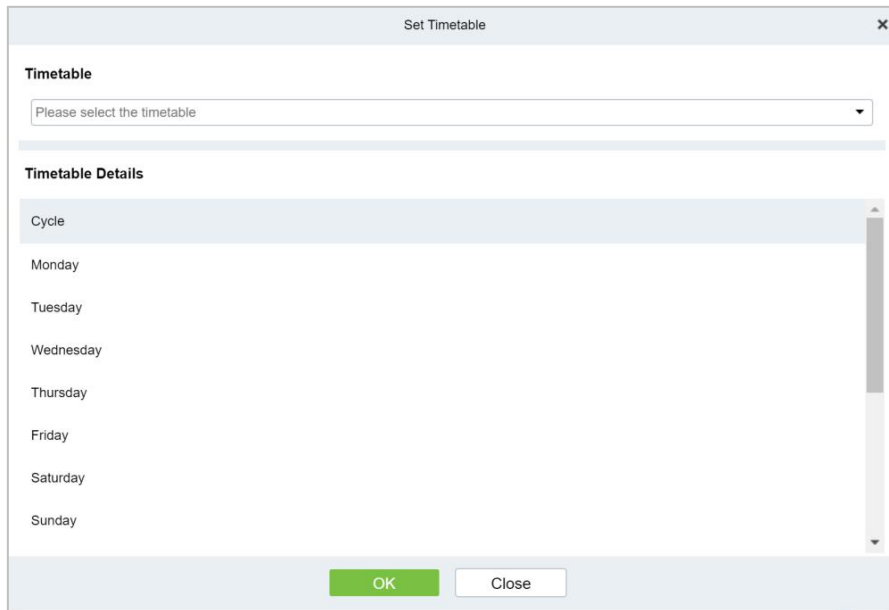 Set Timetable
Timetable
Please select the timetable
Timetable Details
Cycle
Monday
Tuesday
Wednesday
Thursday
Friday
Saturday
Sunday
OK Close